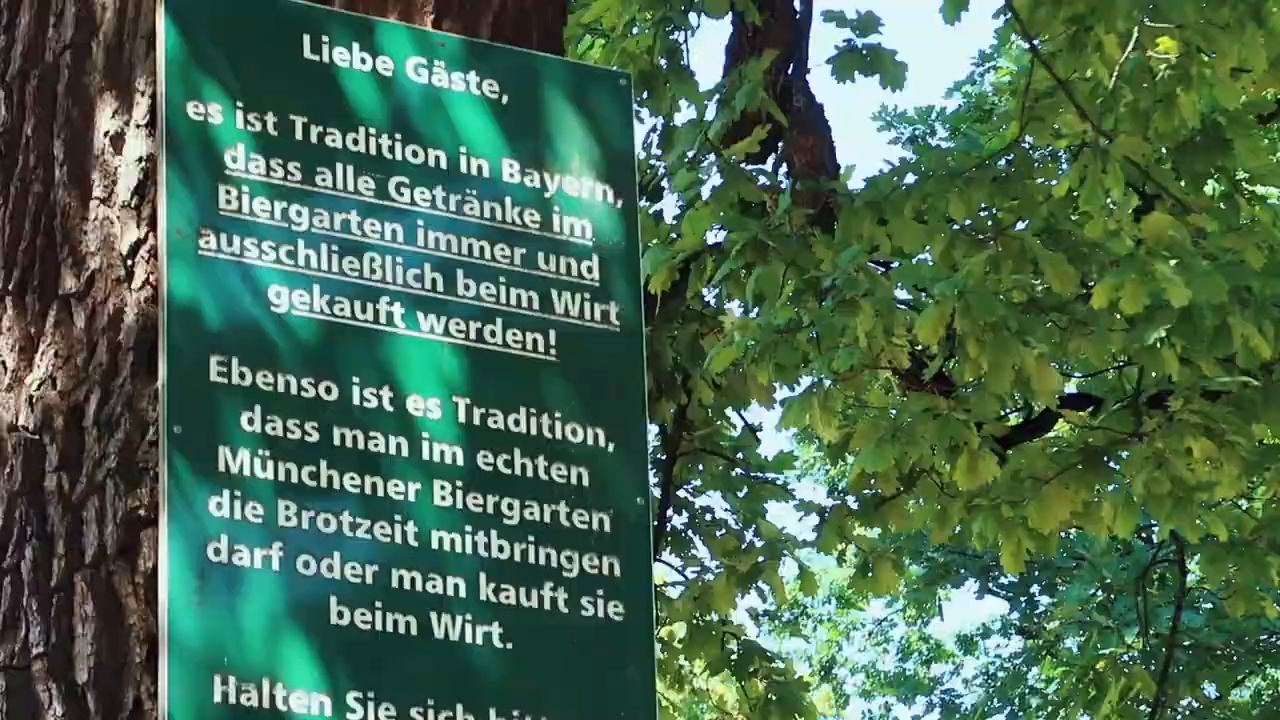 Liebe Gäste,
es ist Tradition in Bayern,
dass alle Getränke im
Biergarten immer und
ausschließlich beim Wirt
gekauft werden!
Ebenso ist es Tradition,
dass man im echten
Münchener Biergarten
die Brotzeit mitbringen
darf oder man kauft sie
beim Wirt.
Halten Sie sich